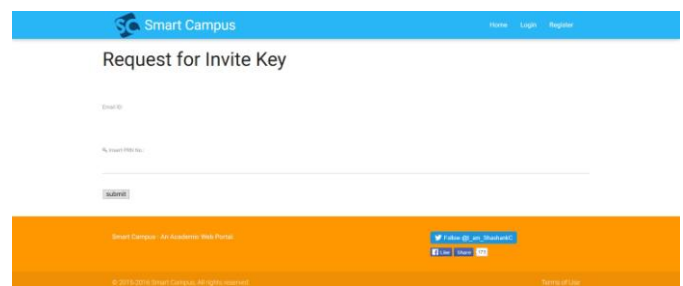 SC Smart Campus
Home Login Register
Request for Invite Key
Email ID
Insert PRN No.
submit
Smart Campus - An Academic Web Portal.
Follow @i_am_ShashankC
Like Share
© 2015-2016 Smart Campus, All rights reserved
Terms of Use